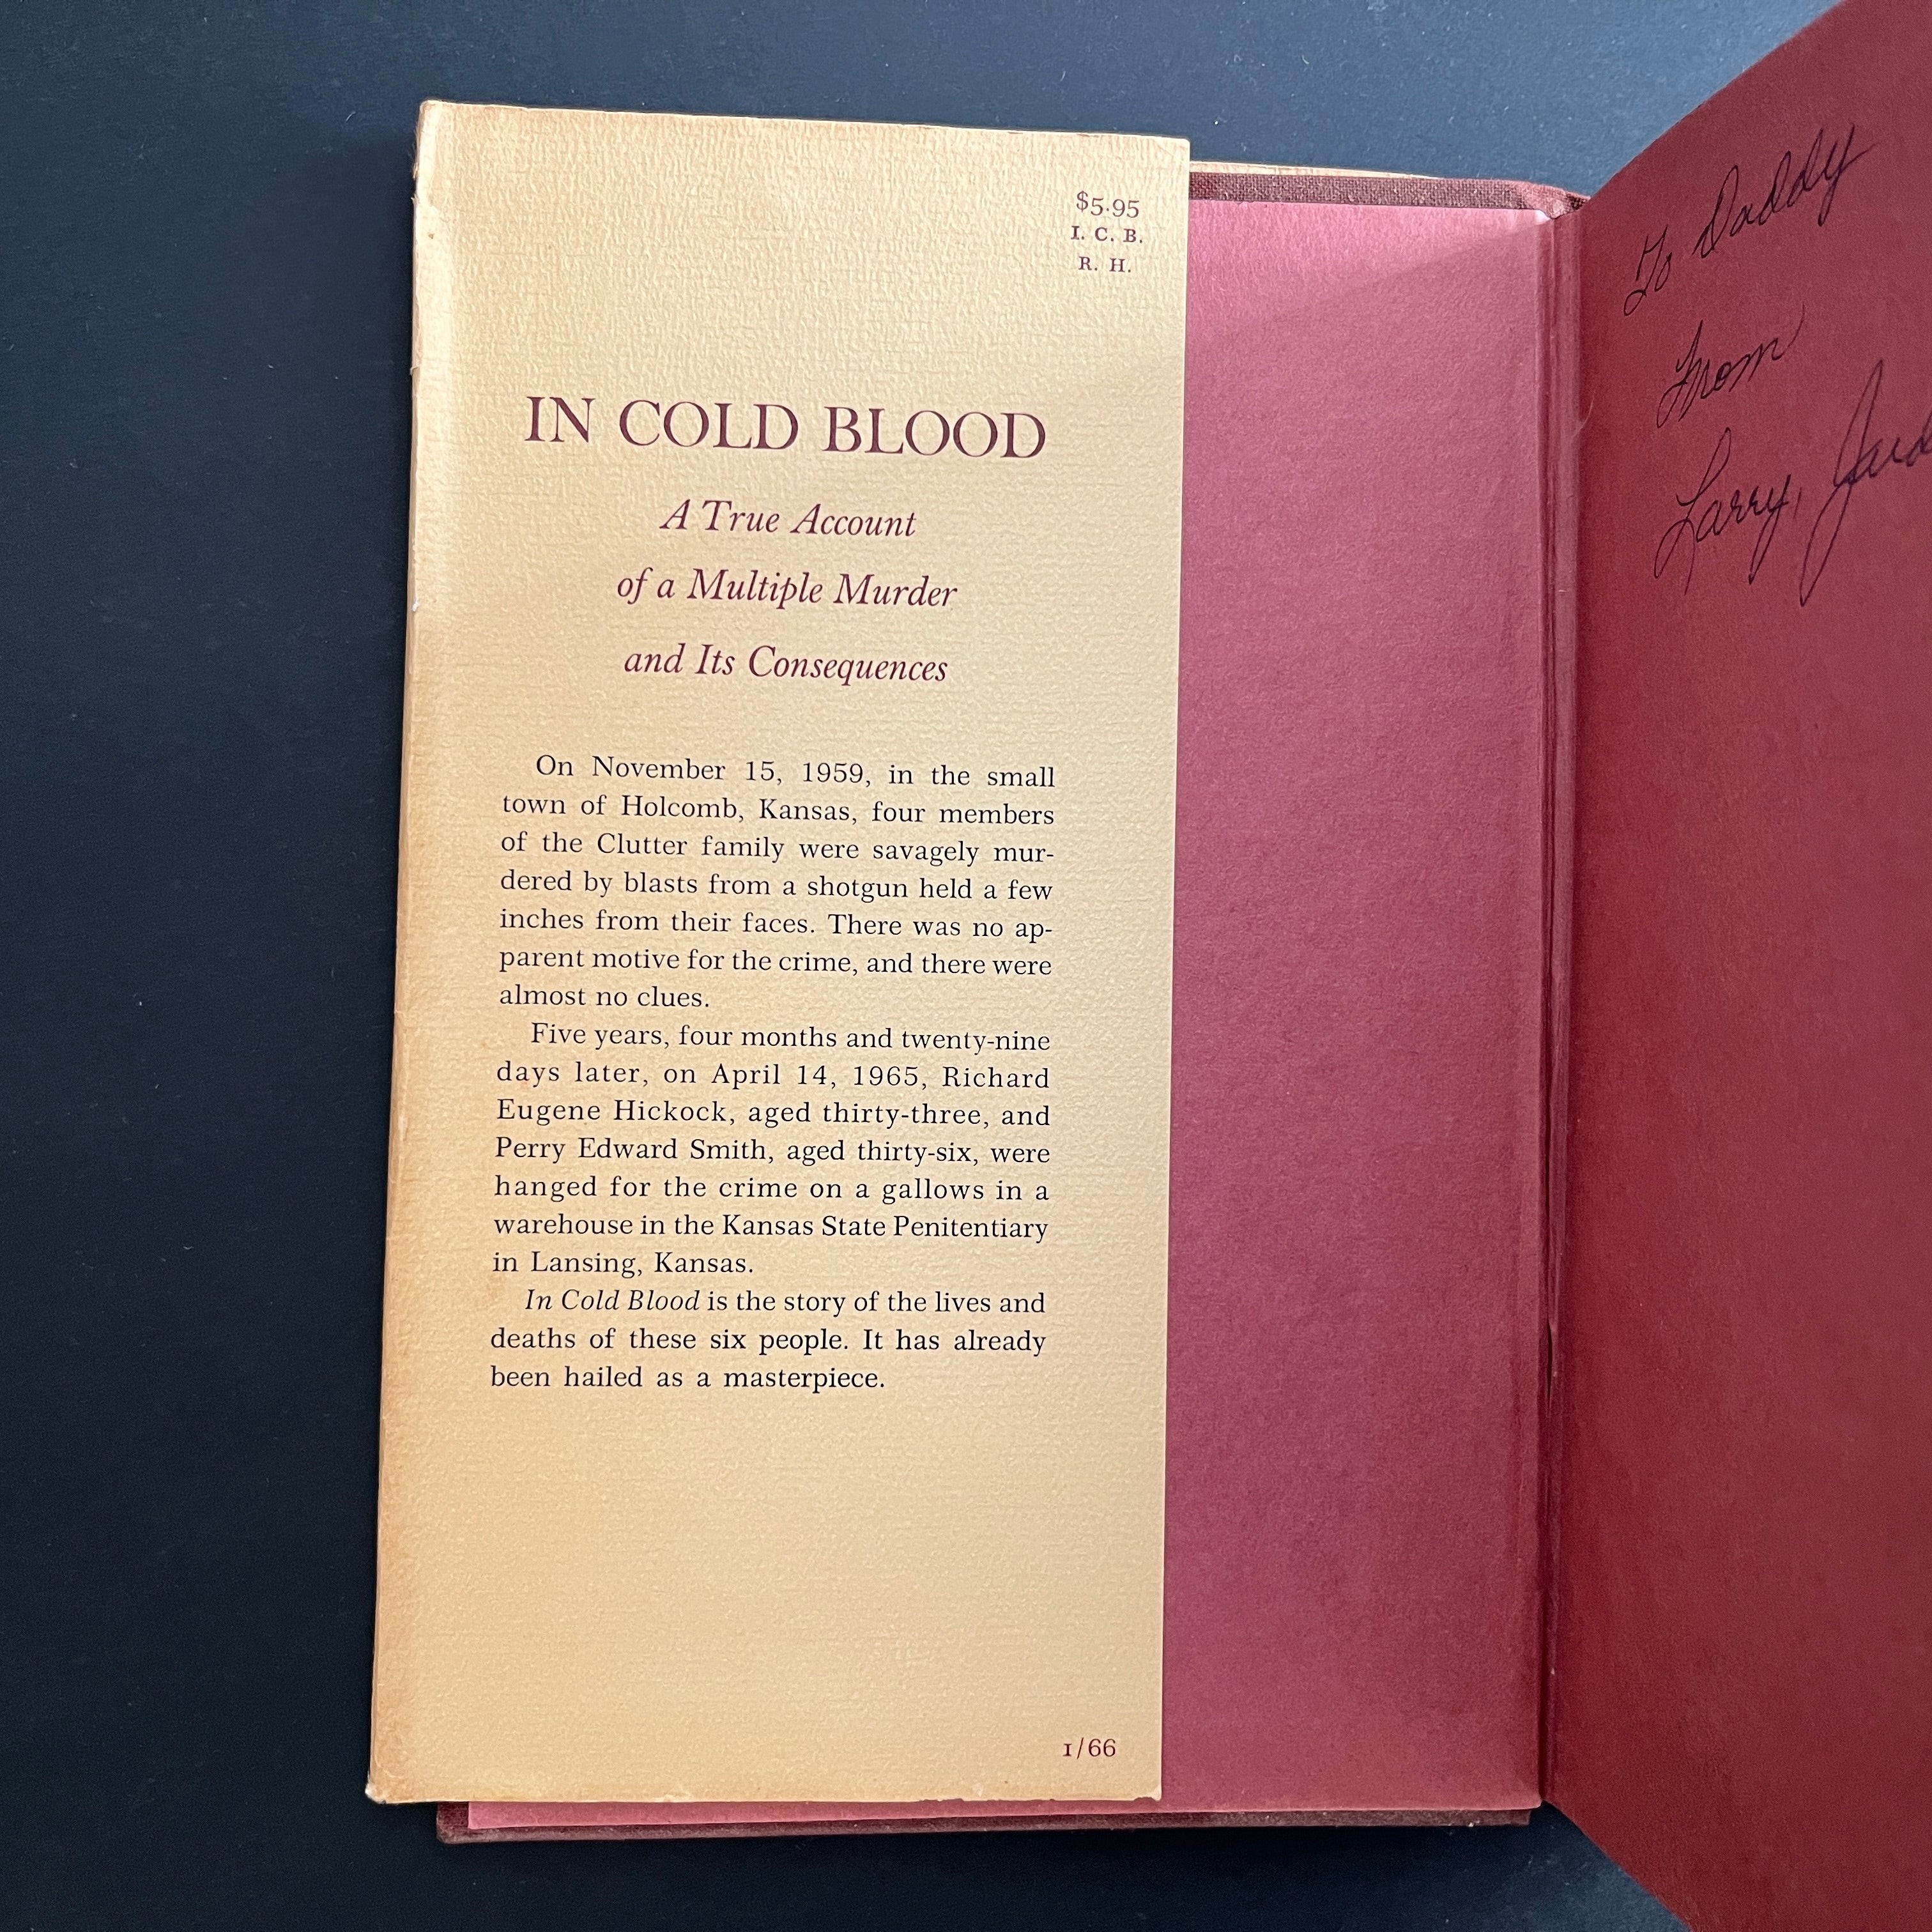 $5.95
I. C. B.
R. H.
IN COLD BLOOD
A True Account
of a Multiple Murder
and Its Consequences
On November 15, 1959, in the small
town of Holcomb, Kansas, four members
of the Clutter family were savagely mur-
dered by blasts from a shotgun held a few
inches from their faces. There was no ap-
parent motive for the crime, and there were
almost no clues.
Five years, four months and twenty-nine
days later, on April 14, 1965, Richard
Eugene Hickock, aged thirty-three, and
Perry Edward Smith, aged thirty-six, were
hanged for the crime on a gallows in a
warehouse in the Kansas State Penitentiary
in Lansing, Kansas.
In Cold Blood is the story of the lives and
deaths of these six people. It has already
been hailed as a masterpiece.
1/66
To Daddy
From
Larry,